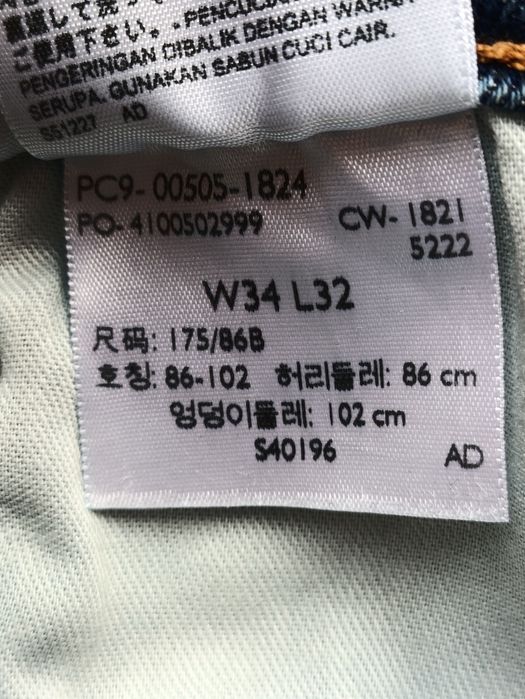 ご使用下さい。-PENCUCIAN
PENGERINGAN DIBALIK DENGAN WARNA
SERUPA. GUNAKAN SABUN CUCI CAIR.
SS1227 AD
PC9-00505-1824
PO-4100502999 CW-1821
5222
W34 L32
尺码: 175/86B
호칭: 86-102 허리둘레: 86 cm
엉덩이둘레: 102 cm
S40196 AD